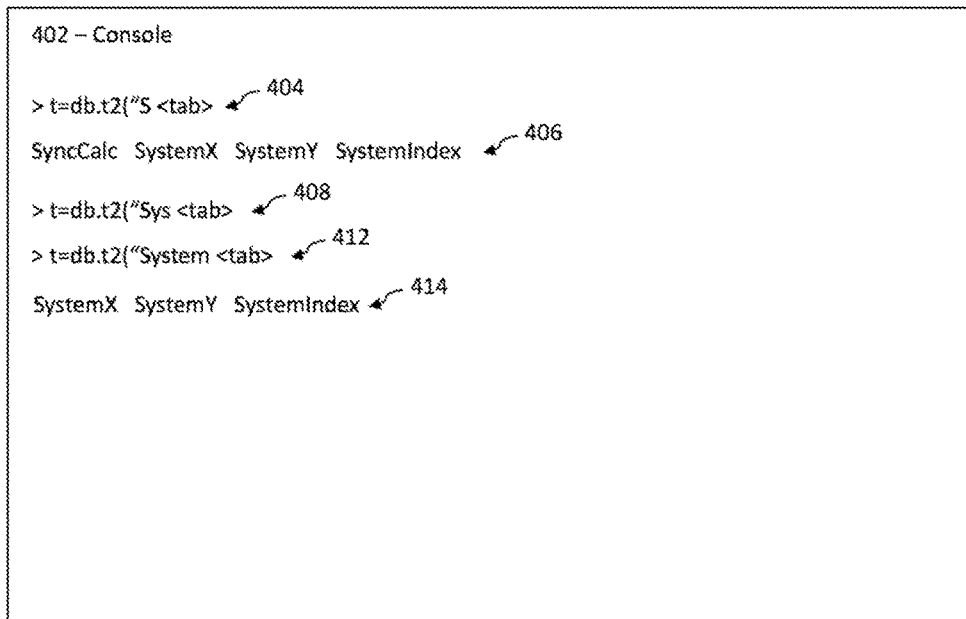 402 – Console
> t=db.t2(“S <tab> 404
SyncCalc SystemX SystemY SystemIndex 406
> t=db.t2(“Sys <tab> 408
> t=db.t2(“System <tab> 412
SystemX SystemY SystemIndex 414